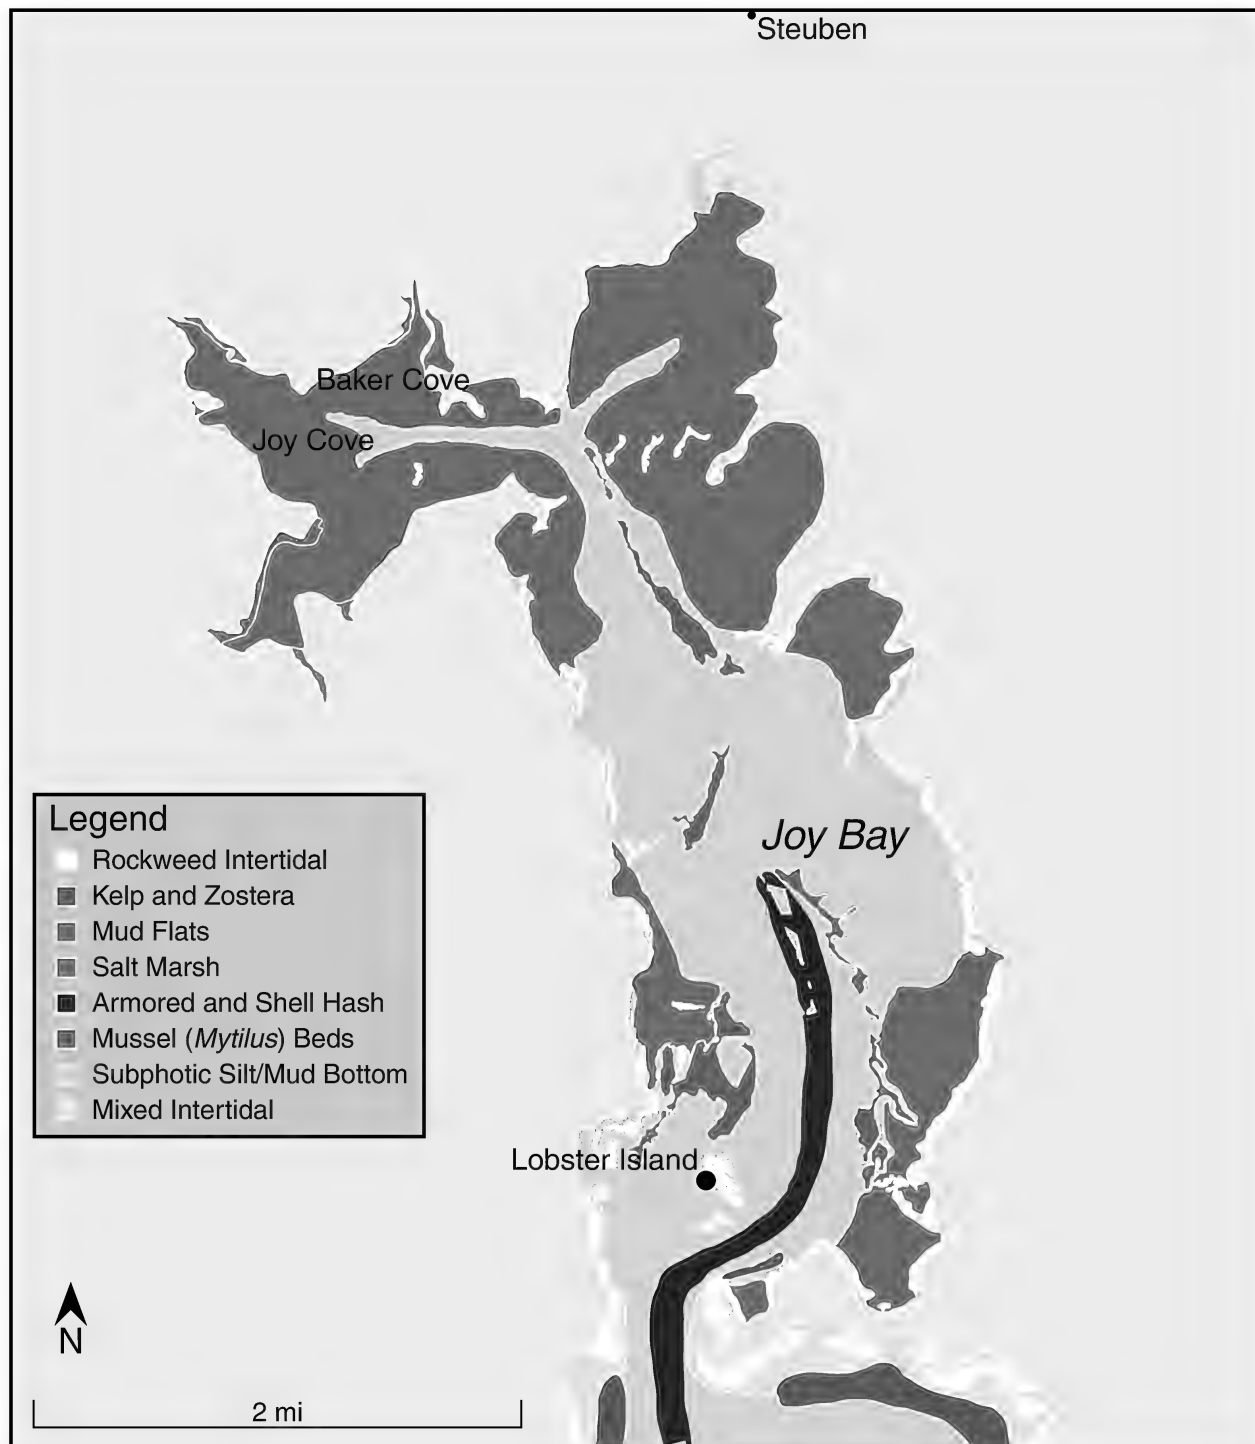 Steuben
Baker Cove
Joy Cove
Joy Bay
Legend
Rockweed Intertidal
Kelp and Zostera
Mud Flats
Salt Marsh
Armored and Shell Hash
Mussel (Mytilus) Beds
Subphotic Silt/Mud Bottom
Mixed Intertidal
Lobster Island
N
2 mi